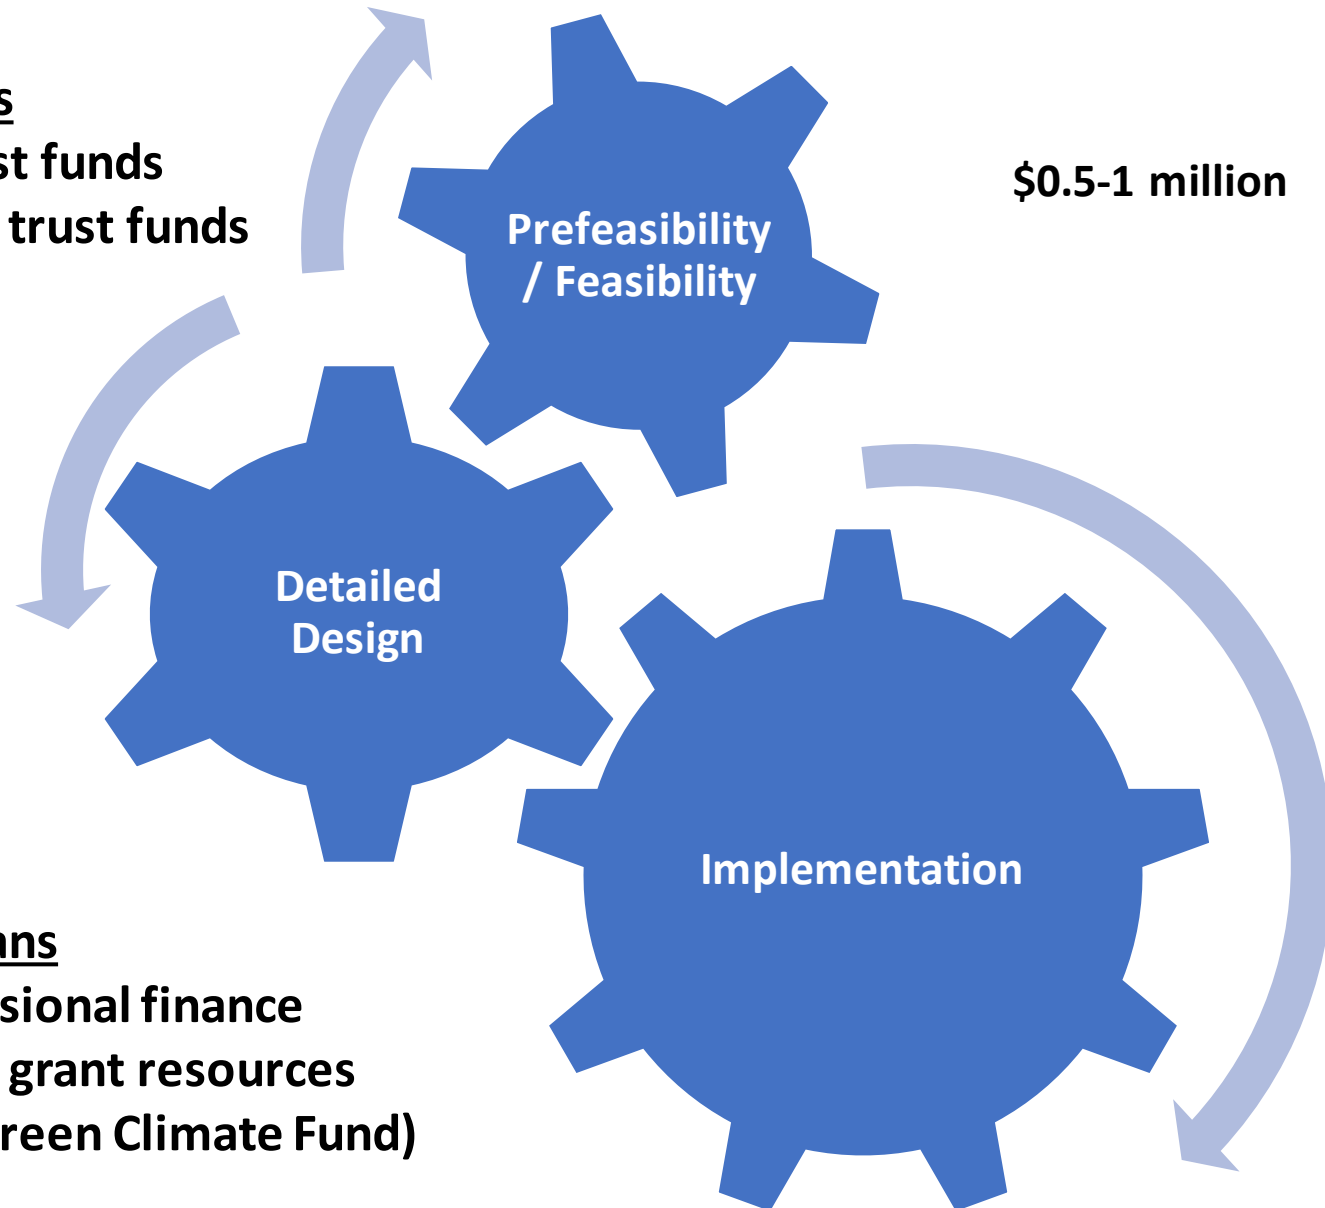 s
st funds
trust funds
$0.5-1 million
Prefeasibility
/ Feasibility
Detailed
Design
Implementation
ans
sional finance
grant resources
reen Climate Fund)